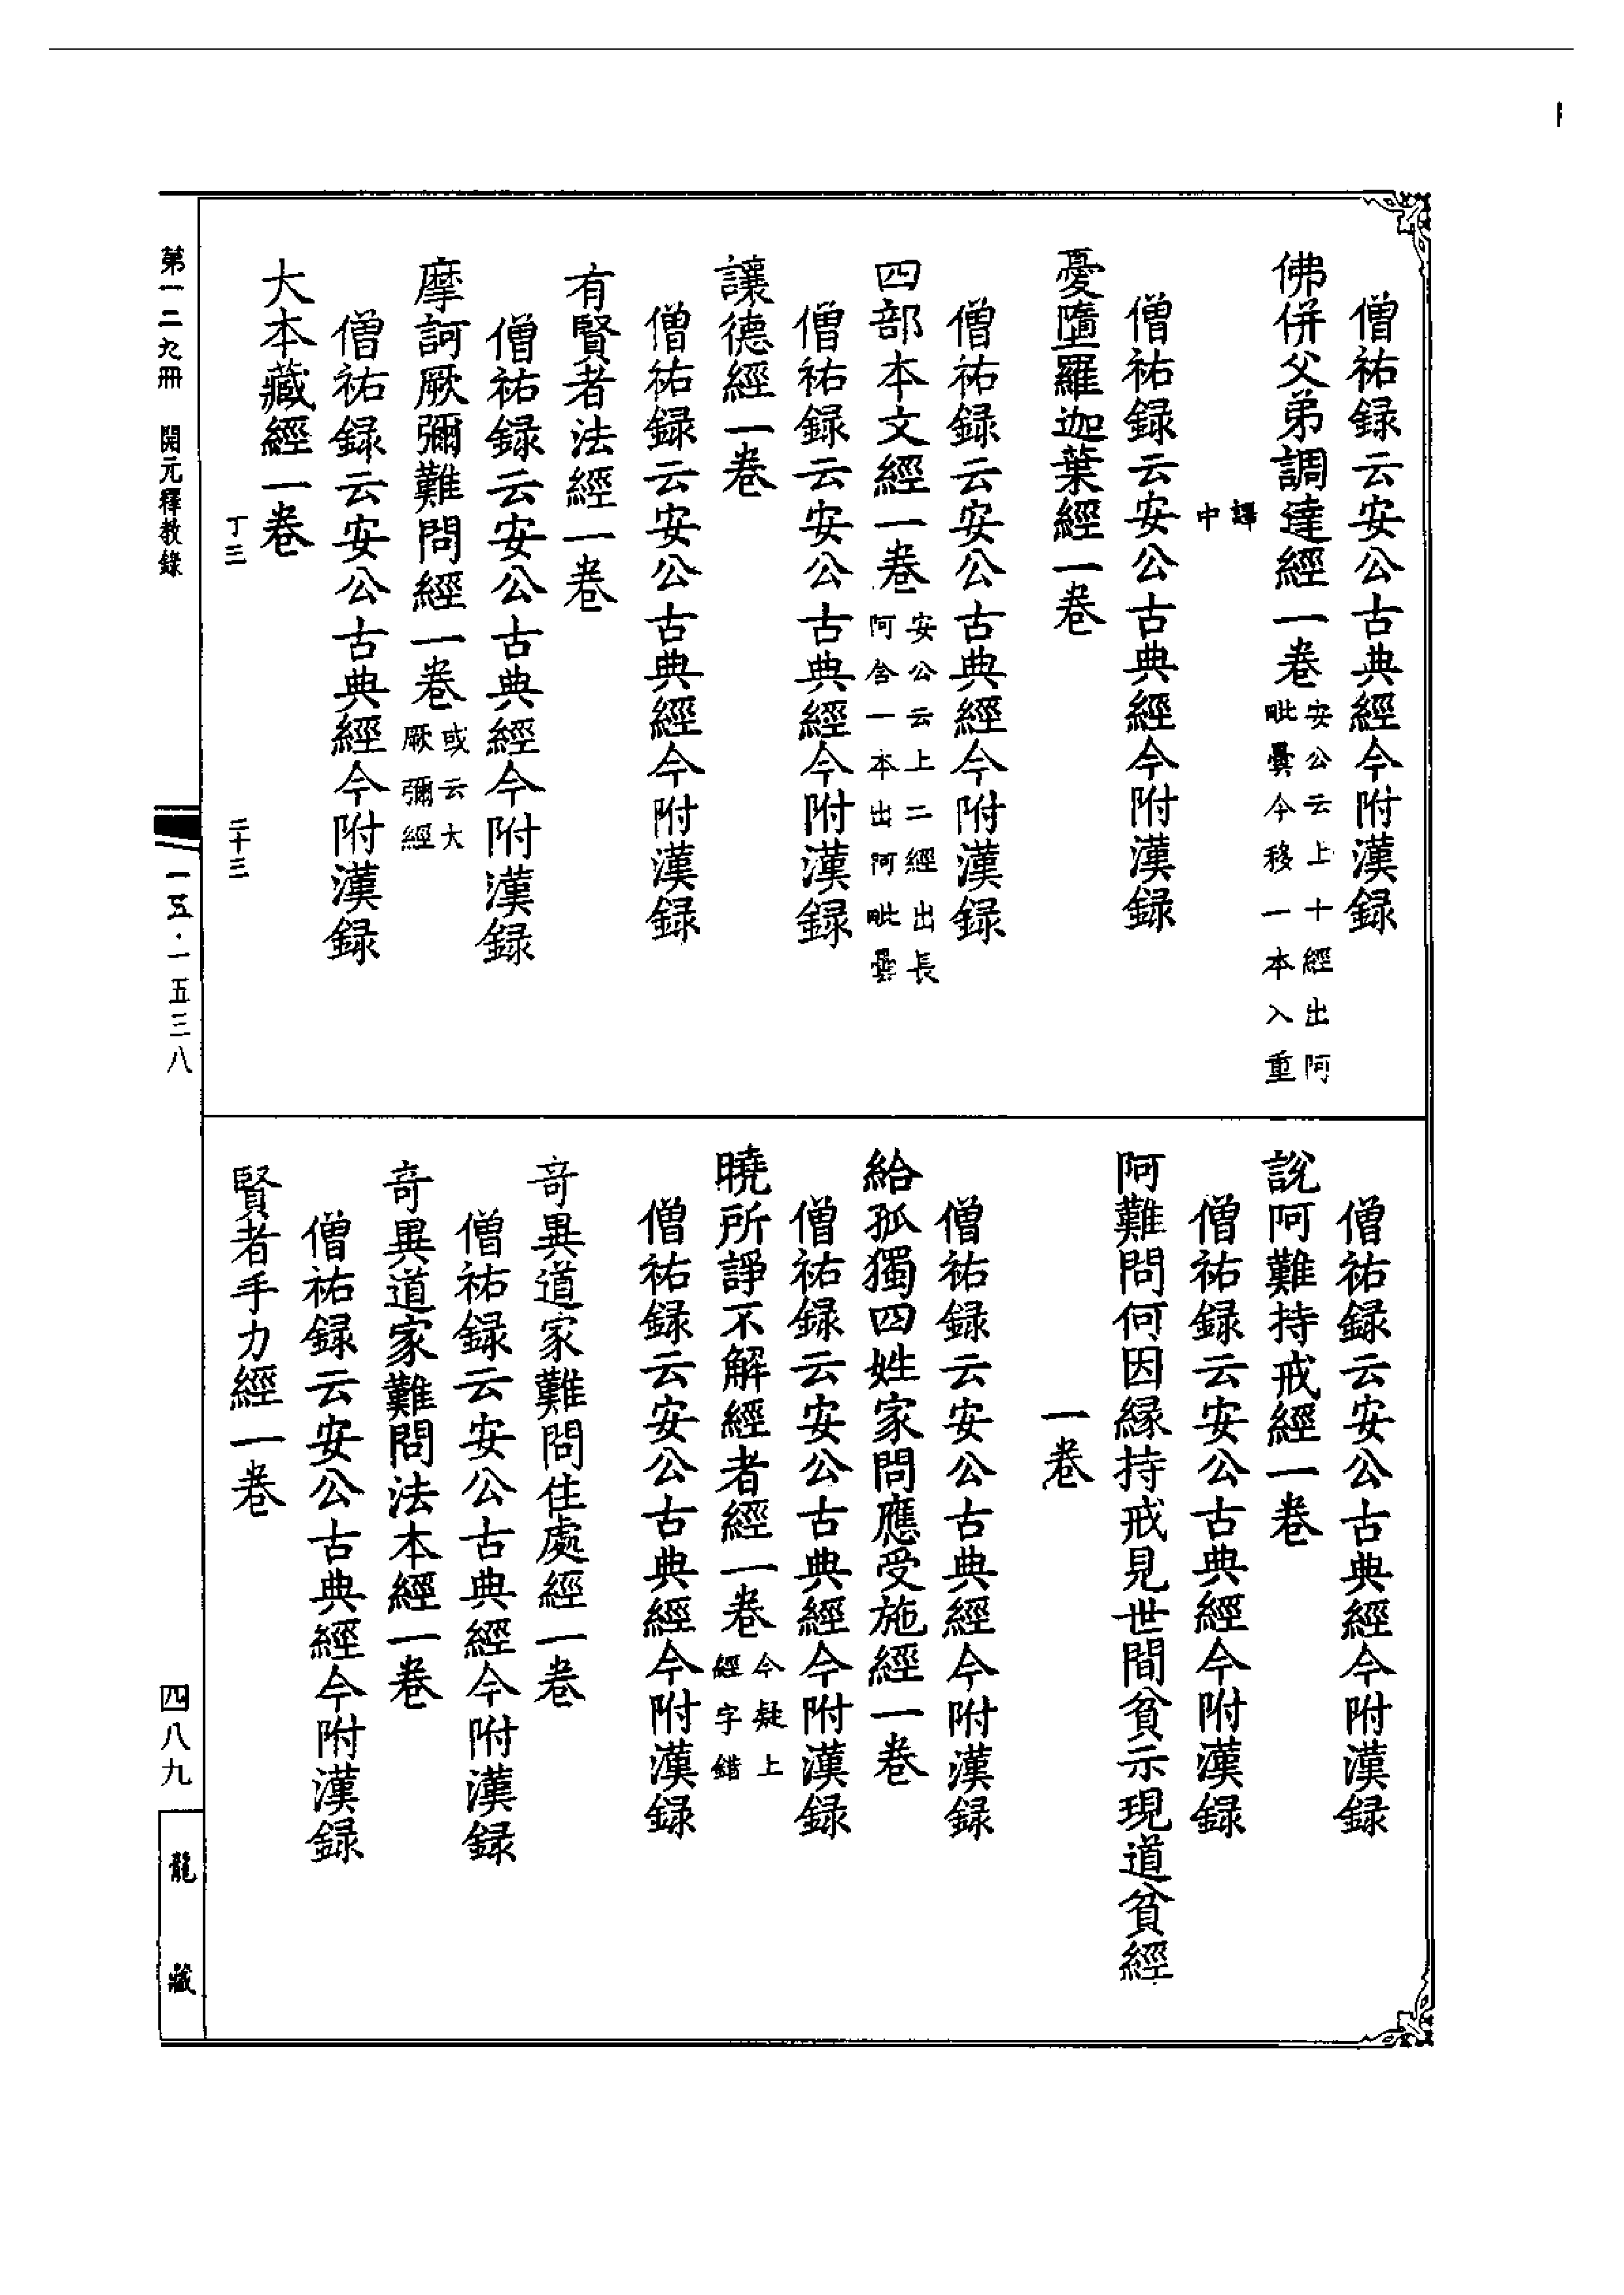 僧祐録云安公古典經今附漢録
佛併父弟調達經一卷安公云上十經出阿
毗曇今移一本入重
譯
中
僧祐録云安公古典經今附漢録
憂墮羅迦葉經一卷
僧祐録云安公古典經今附漢録
四部本文經一卷安公云上二經出長
阿含一本出阿毗曇
僧祐録云安公古典經今附漢録
讓德經一卷
僧祐録云安公古典經今附漢録
有賢者法經一卷
僧祐録云安公古典經今附漢録
摩訶厥彌難問經一卷或云大
厥彌經
僧祐録云安公古典經今附漢録
大本藏經一卷
丁三 二十三
僧祐録云安公古典經今附漢録
說阿難持戒經一卷
僧祐録云安公古典經今附漢録
阿難問何因緣持戒見世間貧示現道貧經
一卷
僧祐録云安公古典經今附漢録
給孤獨四姓家問應受施經一卷
僧祐録云安公古典經今附漢録
曉所諍不解經者經一卷今疑上
經字錯
僧祐録云安公古典經今附漢録
奇異道家難問住處經一卷
僧祐録云安公古典經今附漢録
奇異道家難問法本經一卷
僧祐録云安公古典經今附漢録
賢者手力經一卷
第一二九冊 開元釋教錄
一五·一五三八
四八九
龍藏